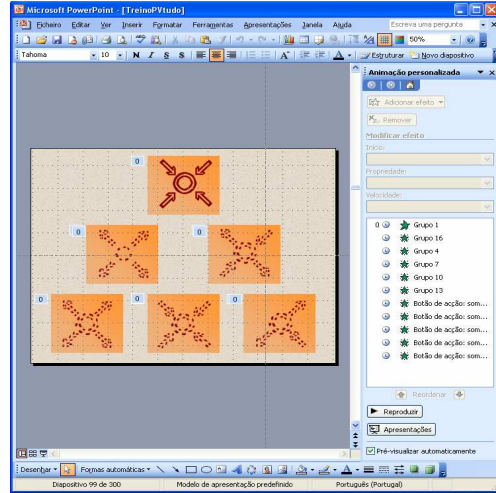 Microsoft PowerPoint - [TreinoPVtudo]
Ficheiro Editar Ver Inserir Formatar Ferramentas Apresentações Janela Ajuda Escreva uma pergunta
50%
Tahoma 10 N I S S A A Estruturar Novo diapositivo
Animação personalizada
Adicionar efeito
Remover
Modificar efeito
Início:
Propriedade:
Velocidade:
0 Grupo 1
Grupo 16
Grupo 4
Grupo 7
Grupo 10
Grupo 13
Botão de acção: som...
Botão de acção: som...
Botão de acção: som...
Botão de acção: som...
Botão de acção: som...
0
0 0
0 0 0
Reordenar
Reproduzir
Apresentações
Pré-visualizar automaticamente
Desenhar Formas automáticas A
Diapositivo 99 de 300 Modelo de apresentação predefinido Português (Portugal)